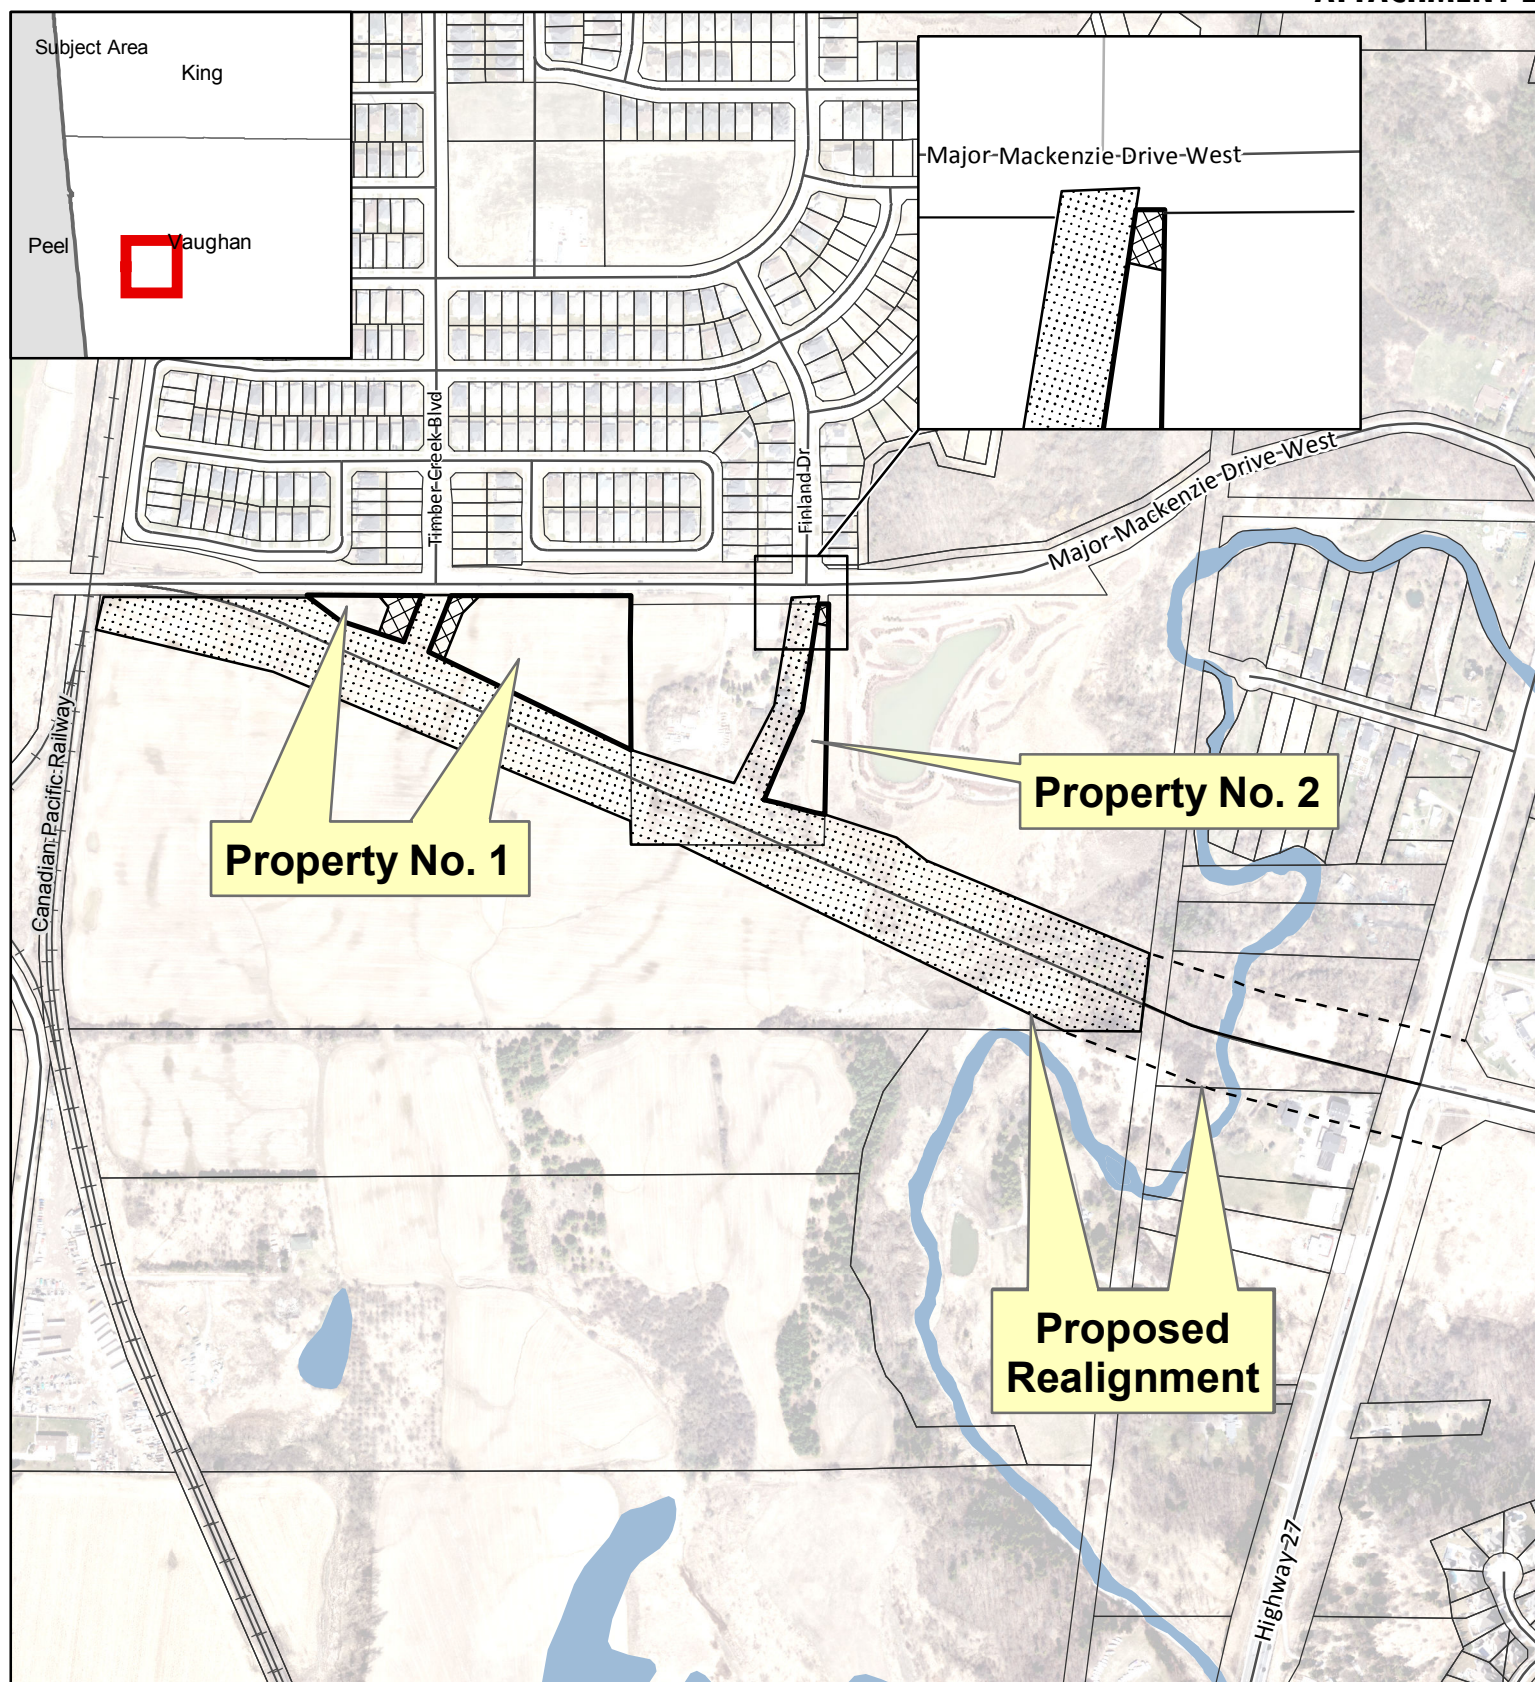 Subject Area
King
Peel
Vaughan
Major-Mackenzie-Drive-West
Timber-Creek-Blvd
Finland-Dr
Major-Mackenzie-Drive-West
Canadian-Pacific-Railway
Property No. 1
Property No. 2
Proposed
Realignment
Highway-27